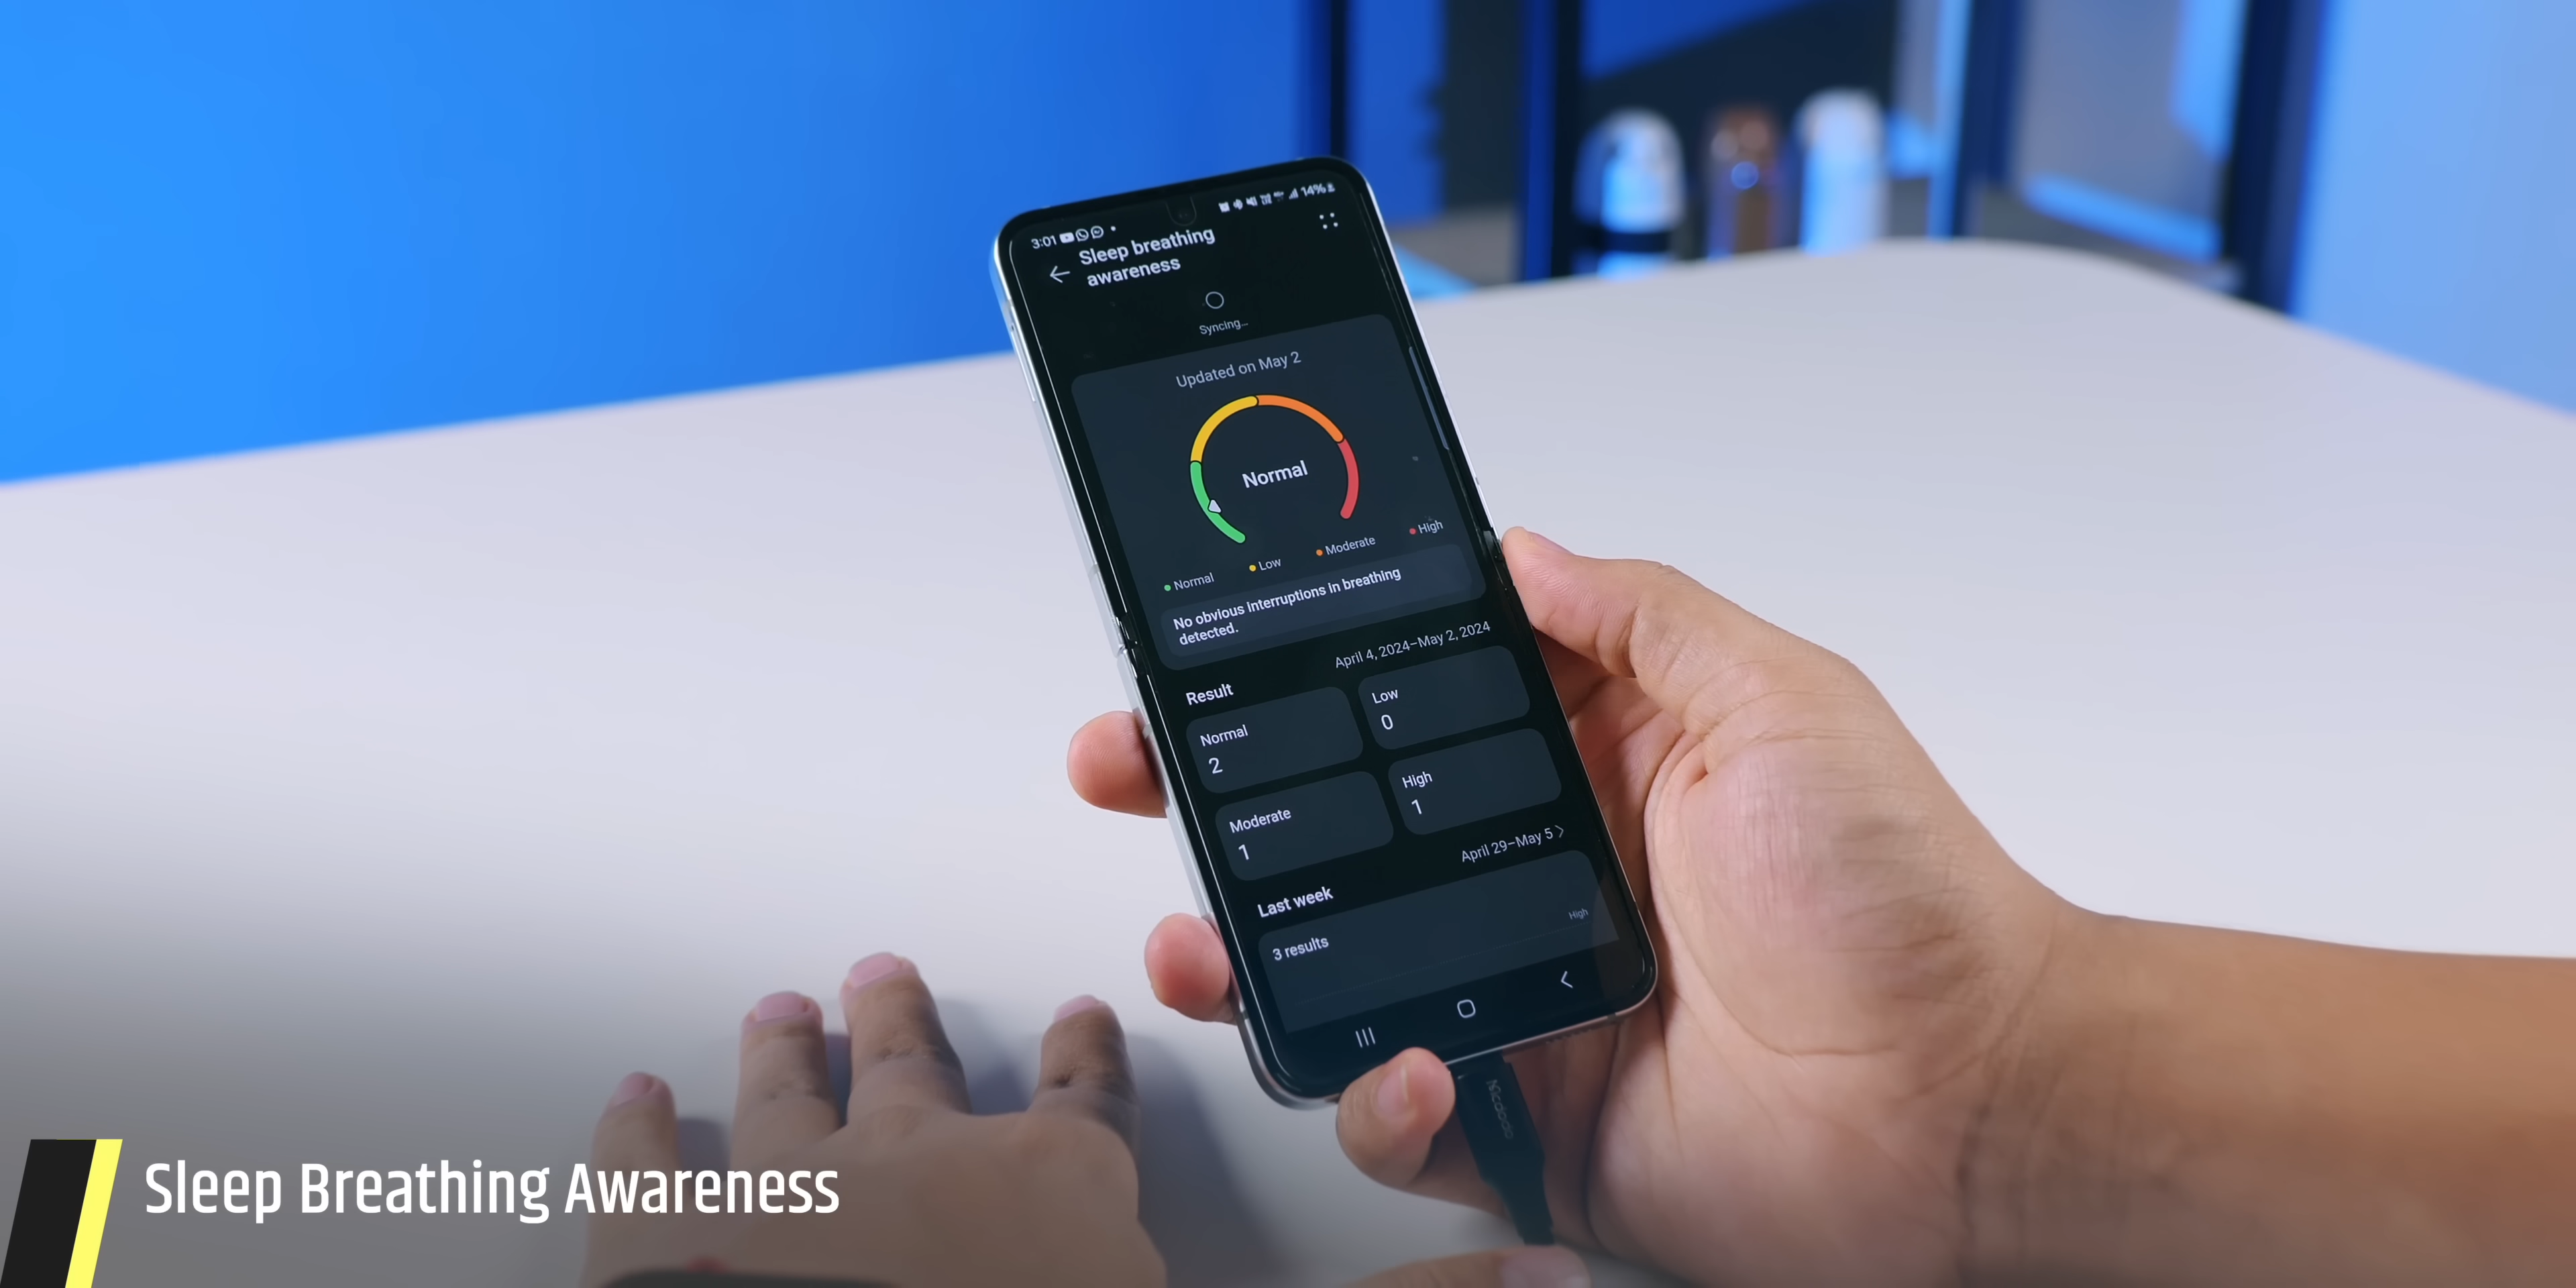 3:01
14%
Sleep breathing
awareness
Syncing...
Updated on May 2
Normal
Normal
Low
Moderate
High
No obvious interruptions in breathing
detected.
April 4, 2024–May 2, 2024
Result
Normal
2
Low
0
Moderate
1
High
1
April 29–May 5
Last week
3 results
High
Mcdodo
Sleep Breathing Awareness